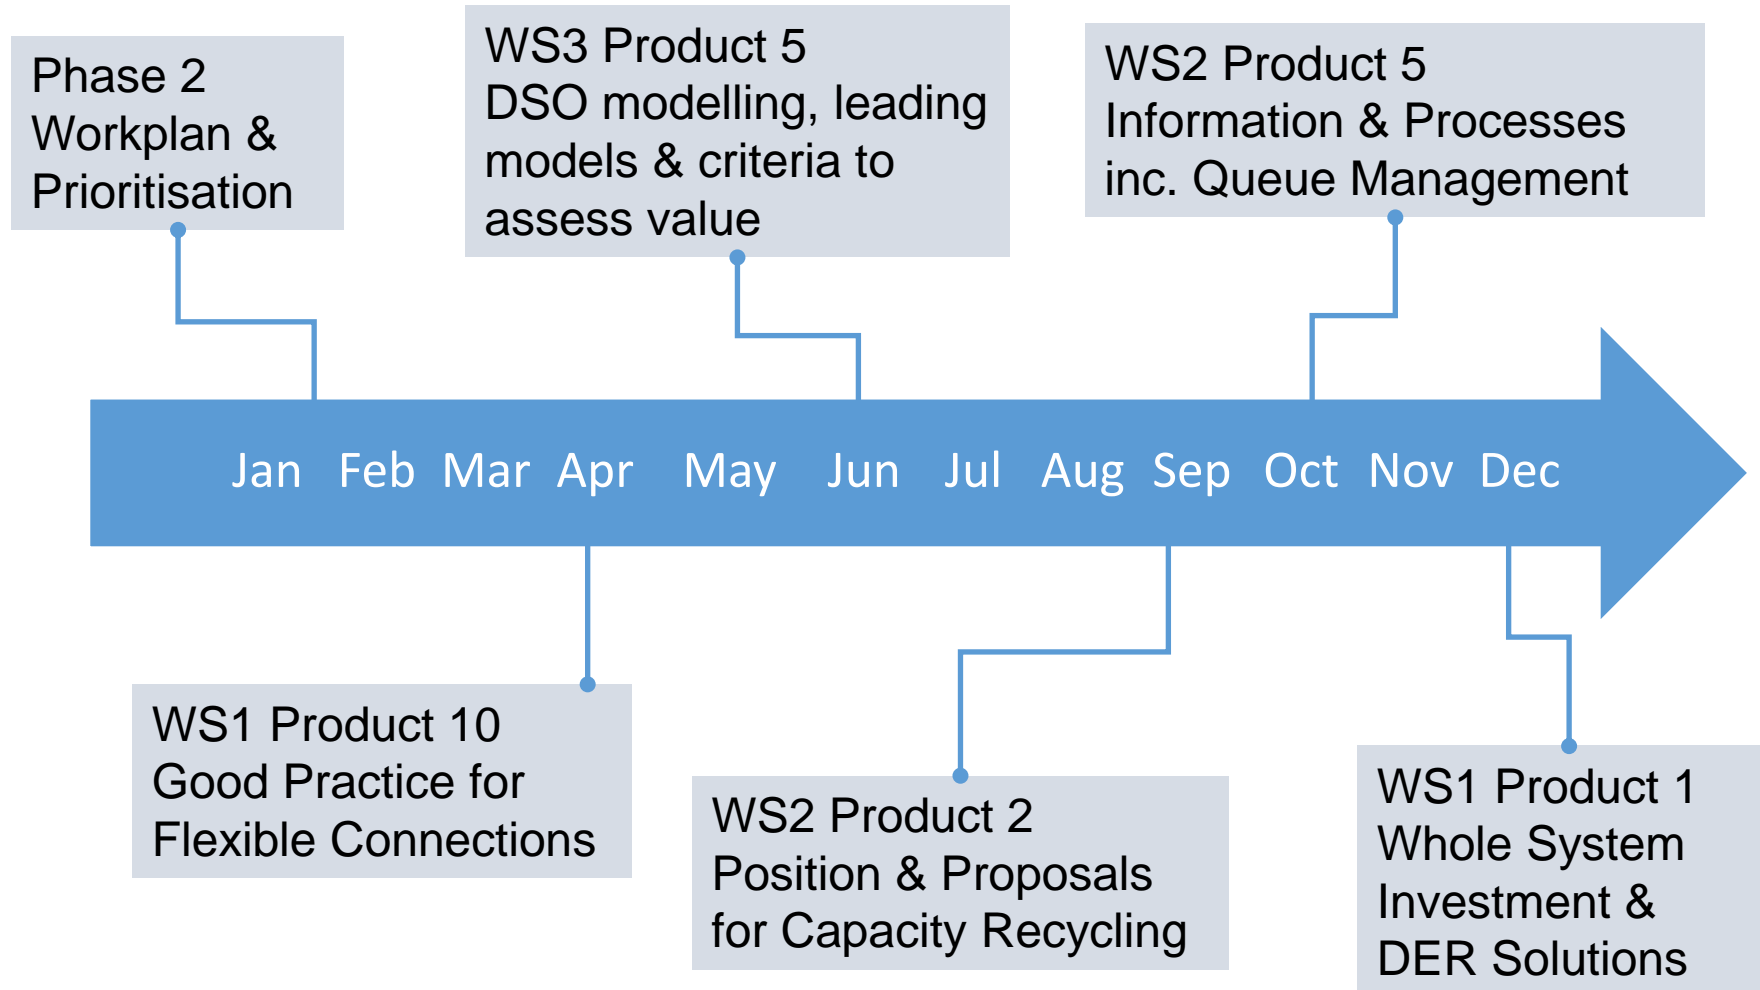 Phase 2
Workplan &
Prioritisation
WS3 Product 5
DSO modelling, leading
models & criteria to
assess value
WS2 Product 5
Information & Processes
inc. Queue Management
Jan Feb Mar Apr May Jun Jul Aug Sep Oct Nov Dec
WS1 Product 10
Good Practice for
Flexible Connections
WS2 Product 2
Position & Proposals
for Capacity Recycling
WS1 Product 1
Whole System
Investment &
DER Solutions